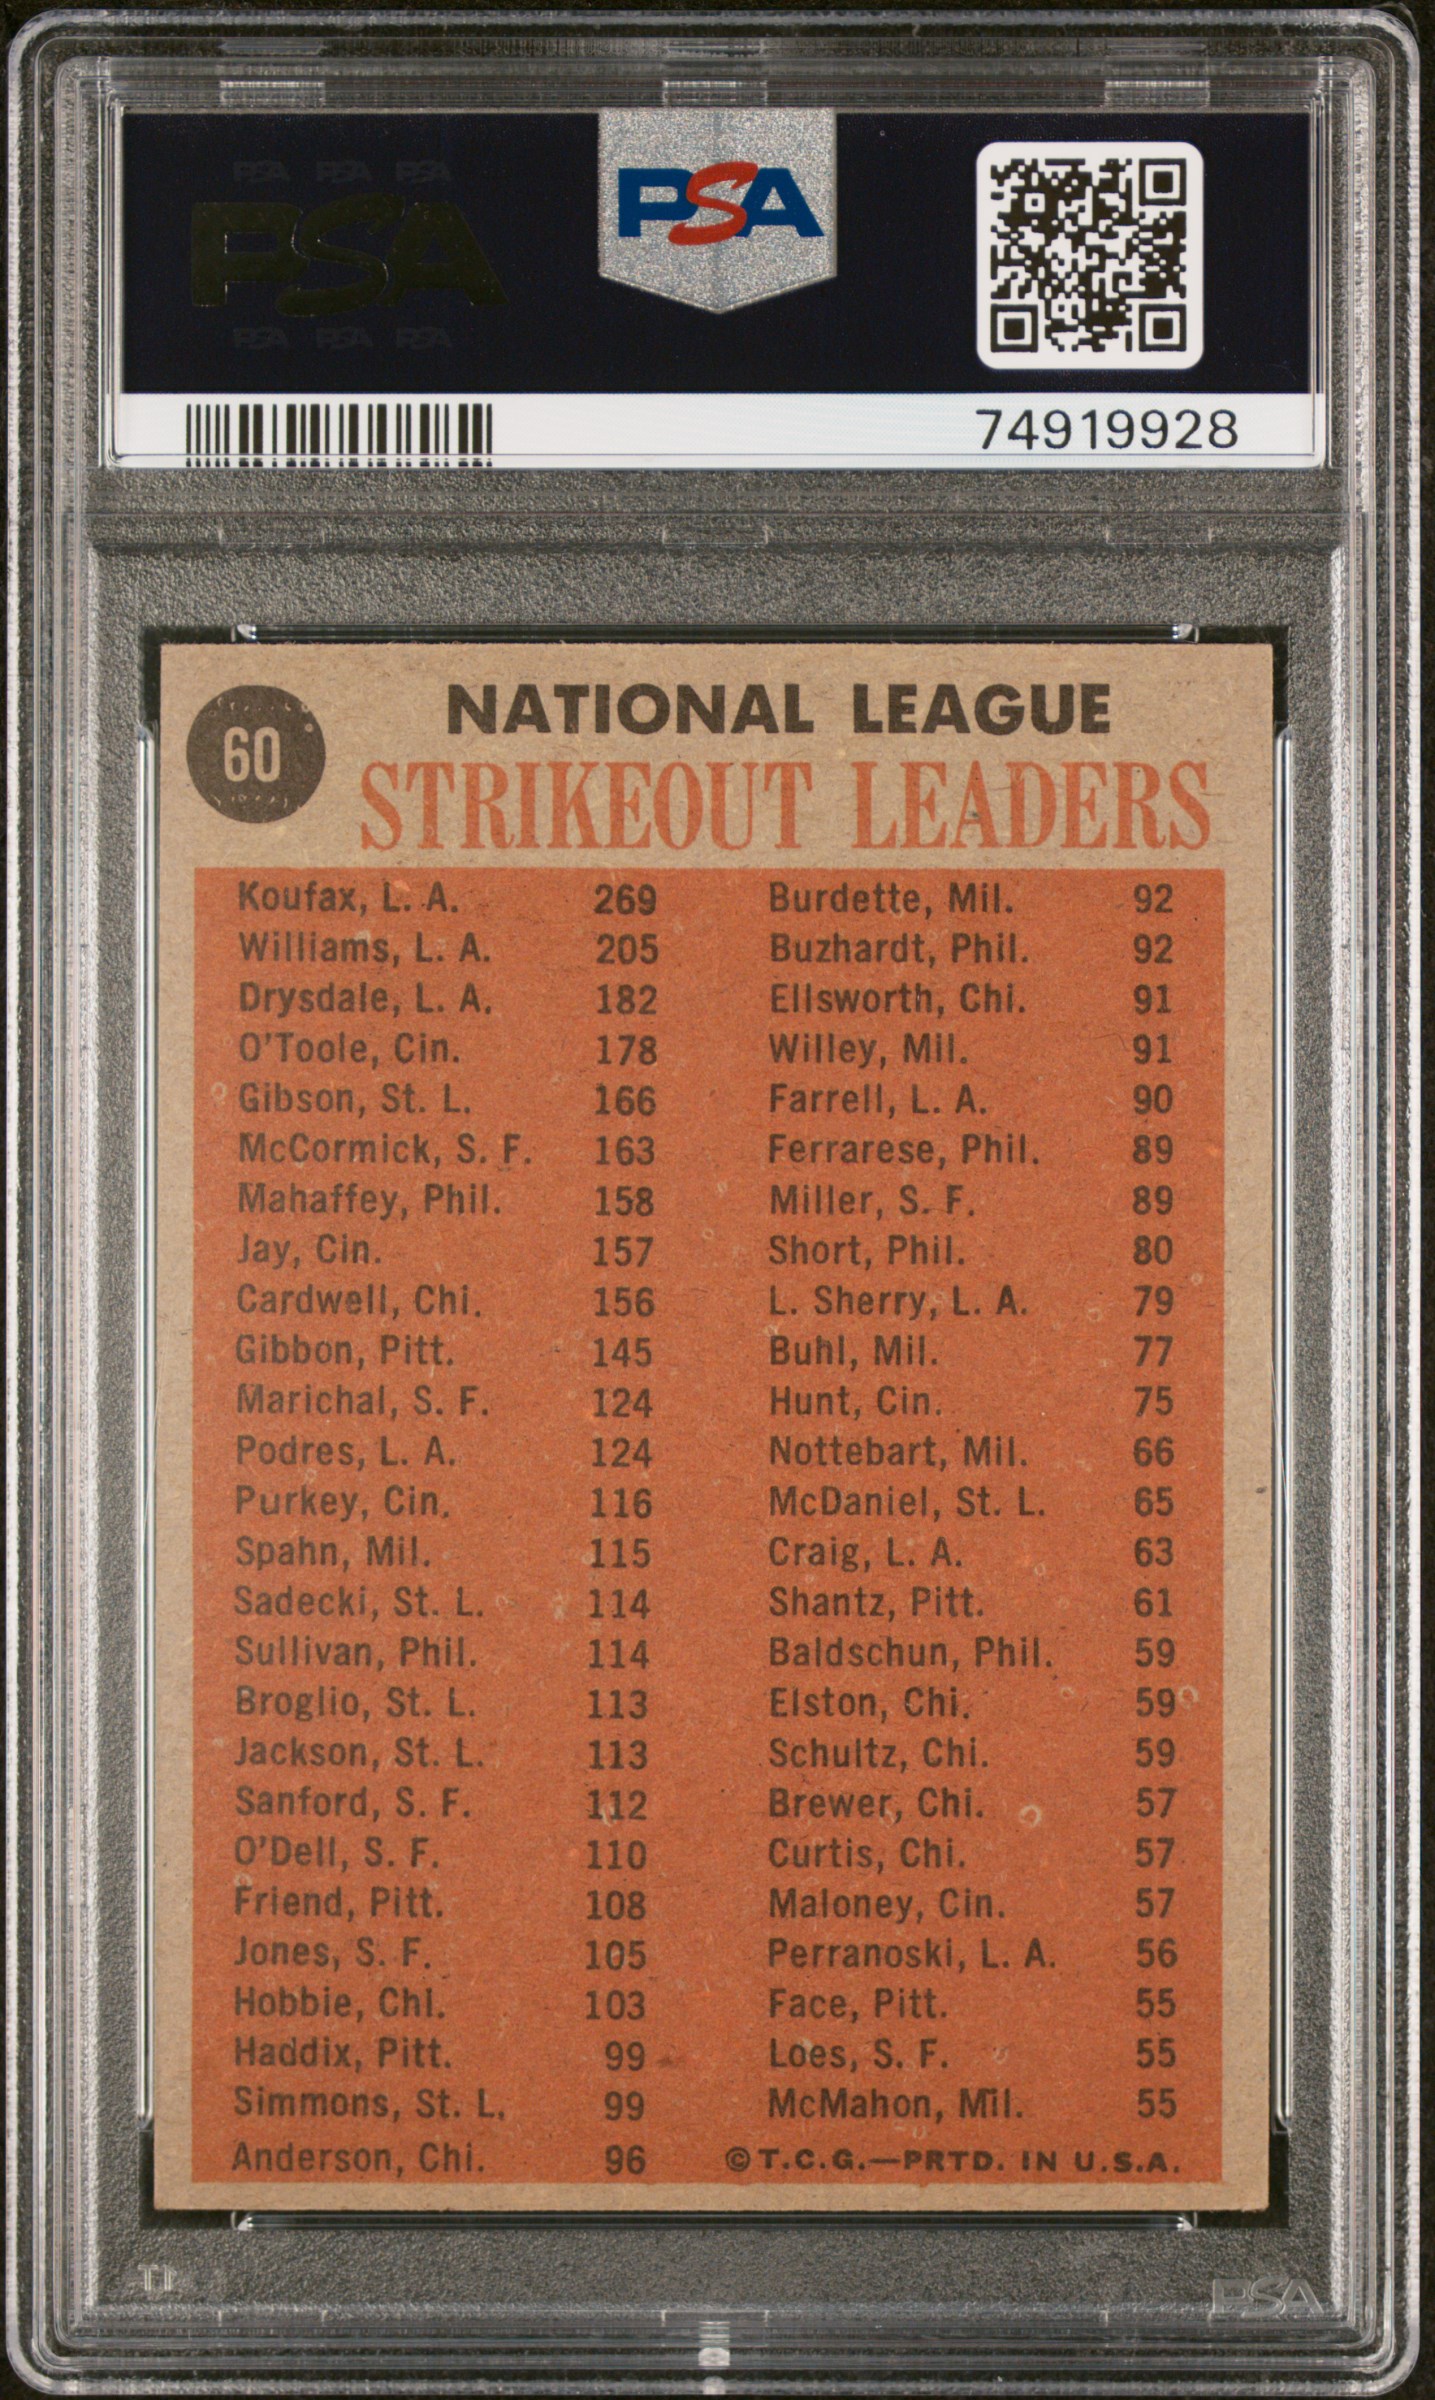 PSA PSA PSA
PSA
PSA PSA PSA
PSA
74919928
60
NATIONAL LEAGUE
STRIKEOUT LEADERS
Koufax, L. A. 269
Williams, L. A. 205
Drysdale, L. A. 182
O'Toole, Cin. 178
Gibson, St. L. 166
McCormick, S. F. 163
Mahaffey, Phil. 158
Jay, Cin. 157
Cardwell, Chi. 156
Gibbon, Pitt. 145
Marichal, S. F. 124
Podres, L. A. 124
Purkey, Cin. 116
Spahn, Mil. 115
Sadecki, St. L. 114
Sullivan, Phil. 114
Broglio, St. L. 113
Jackson, St. L. 113
Sanford, S. F. 112
O'Dell, S. F. 110
Friend, Pitt. 108
Jones, S. F. 105
Hobbie, Chi. 103
Haddix, Pitt. 99
Simmons, St. L. 99
Anderson, Chi. 96
Burdette, Mil. 92
Buzhardt, Phil. 92
Ellsworth, Chi. 91
Willey, Mil. 91
Farrell, L. A. 90
Ferrarese, Phil. 89
Miller, S. F. 89
Short, Phil. 80
L. Sherry, L. A. 79
Buhl, Mil. 77
Hunt, Cin. 75
Nottebart, Mil. 66
McDaniel, St. L. 65
Craig, L. A. 63
Shantz, Pitt. 61
Baldschun, Phil. 59
Elston, Chi. 59
Schultz, Chi. 59
Brewer, Chi. 57
Curtis, Chi. 57
Maloney, Cin. 57
Perranoski, L. A. 56
Face, Pitt. 55
Loes, S. F. 55
McMahon, Mil. 55
©T.C.G.—PRTD. IN U.S.A.
PSA